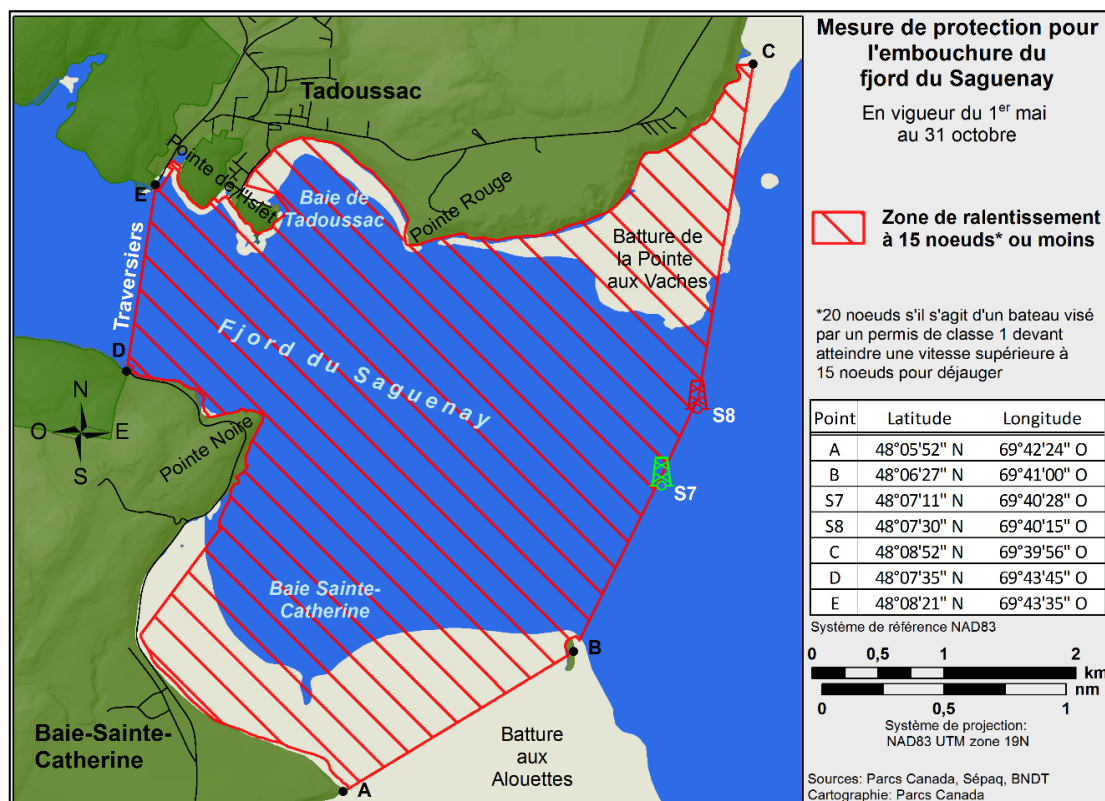 Mesure de protection pour
l'embouchure du
fjord du Saguenay
En vigueur du 1er mai
au 31 octobre
Zone de ralentissement
à 15 noeuds* ou moins
*20 noeuds s'il s'agit d'un bateau visé
par un permis de classe 1 devant
atteindre une vitesse supérieure à
15 noeuds pour déjauger
Point Latitude Longitude
A 48°05'52" N 69°42'24" O
B 48°06'27" N 69°41'00" O
S7 48°07'11" N 69°40'28" O
S8 48°07'30" N 69°40'15" O
C 48°08'52" N 69°39'56" O
D 48°07'35" N 69°43'45" O
E 48°08'21" N 69°43'35" O
Système de référence NAD83
0 0,5 1 2
km
nm
0 0,5 1
Système de projection:
NAD83 UTM zone 19N
Sources: Parcs Canada, Sépaq, BNDT
Cartographie: Parcs Canada
C
Tadoussac
Pointe de l'Islet
E
Baie de
Tadoussac
Pointe Rouge
Batture de
la Pointe
aux Vaches
Traversiers
D
Fjord du Saguenay
N
O E
S
Pointe Noire
S8
S7
Baie Sainte-
Catherine
B
Baie-Sainte-
Catherine
Batture
aux
Alouettes
A